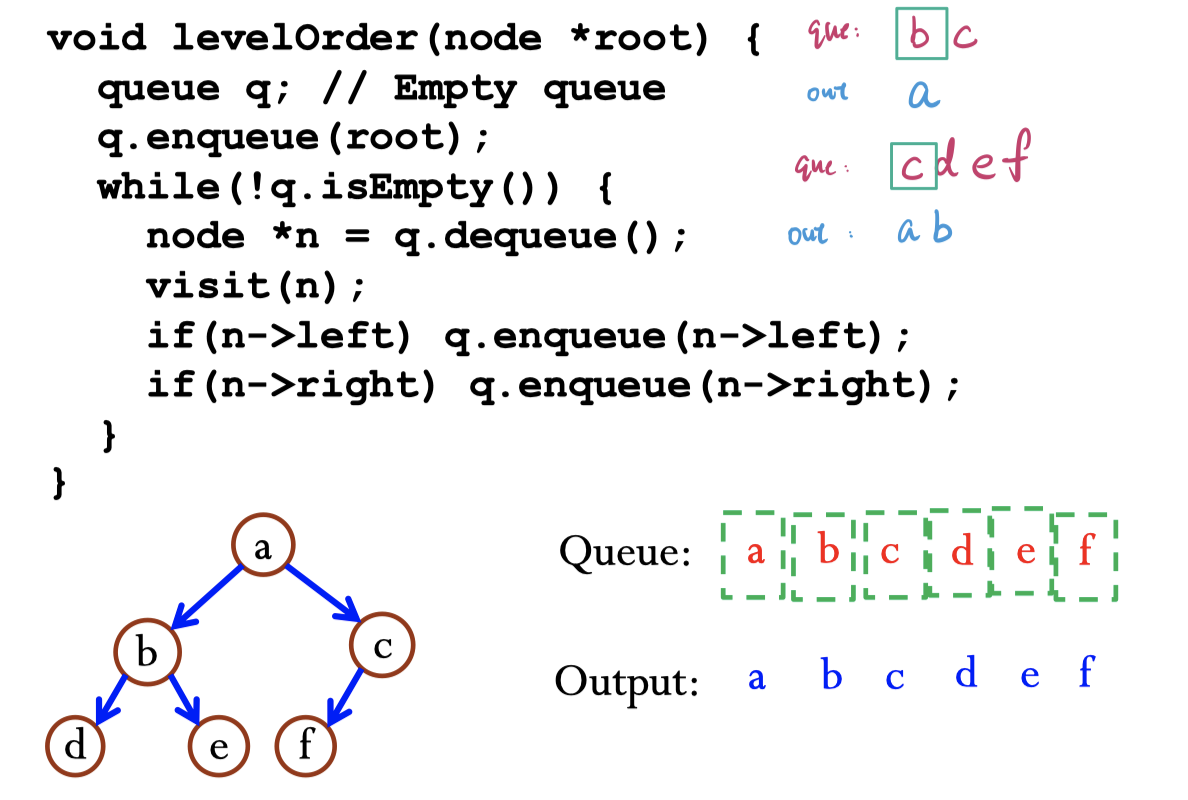 void levelOrder(node *root) {
queue q; // Empty queue
q.enqueue(root);
while(!q.isEmpty()) {
node *n = q.dequeue();
visit(n);
if(n->left) q.enqueue(n->left);
if(n->right) q.enqueue(n->right);
}
}
que: b c
out a
que: c d e f
out : a b
a
b c
d e f
Queue: a b c d e f
Output: a b c d e f